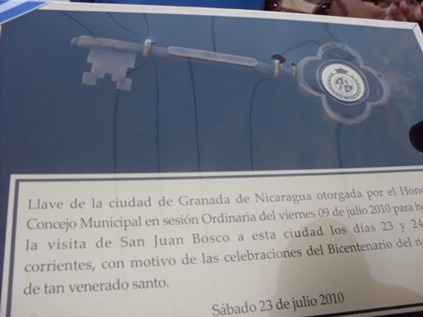 Llave de la ciudad de Granada de Nicaragua otorgada por el
Concejo Municipal en sesión Ordinaria del viernes 09 de julio 2010 para
la visita de San Juan Bosco a esta ciudad los días 23 y 24
corrientes, con motivo de las celebraciones del Bicentenario del
de tan venerado santo.
Sábado 23 de julio 2010